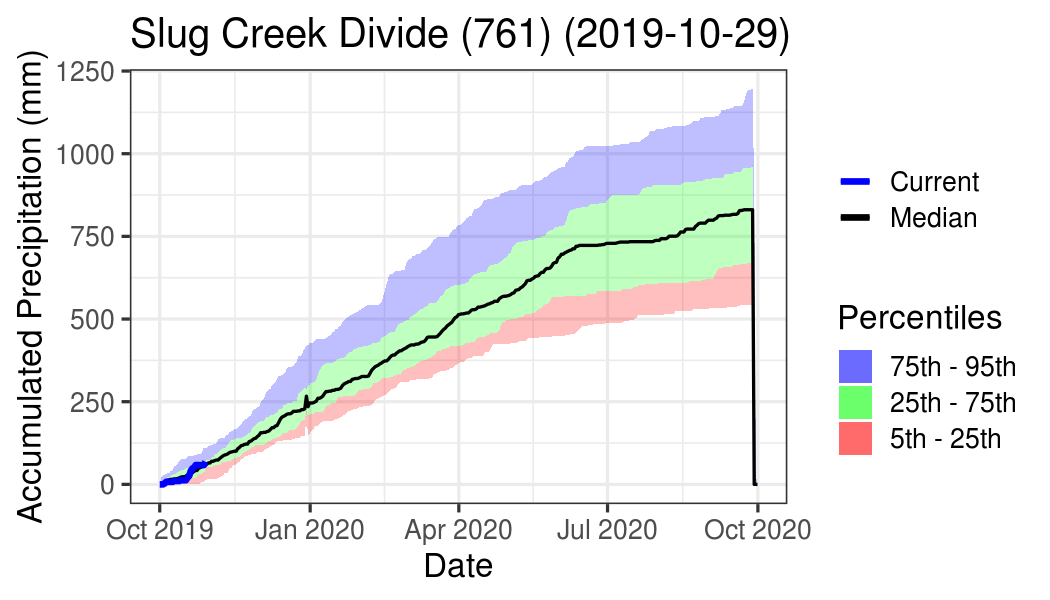 Slug Creek Divide (761) (2019-10-29)
Accumulated Precipitation (mm)
1250
1000
750
500
250
0
Oct 2019
Jan 2020
Apr 2020
Jul 2020
Oct 2020
Date
Current
Median
Percentiles
75th - 95th
25th - 75th
5th - 25th